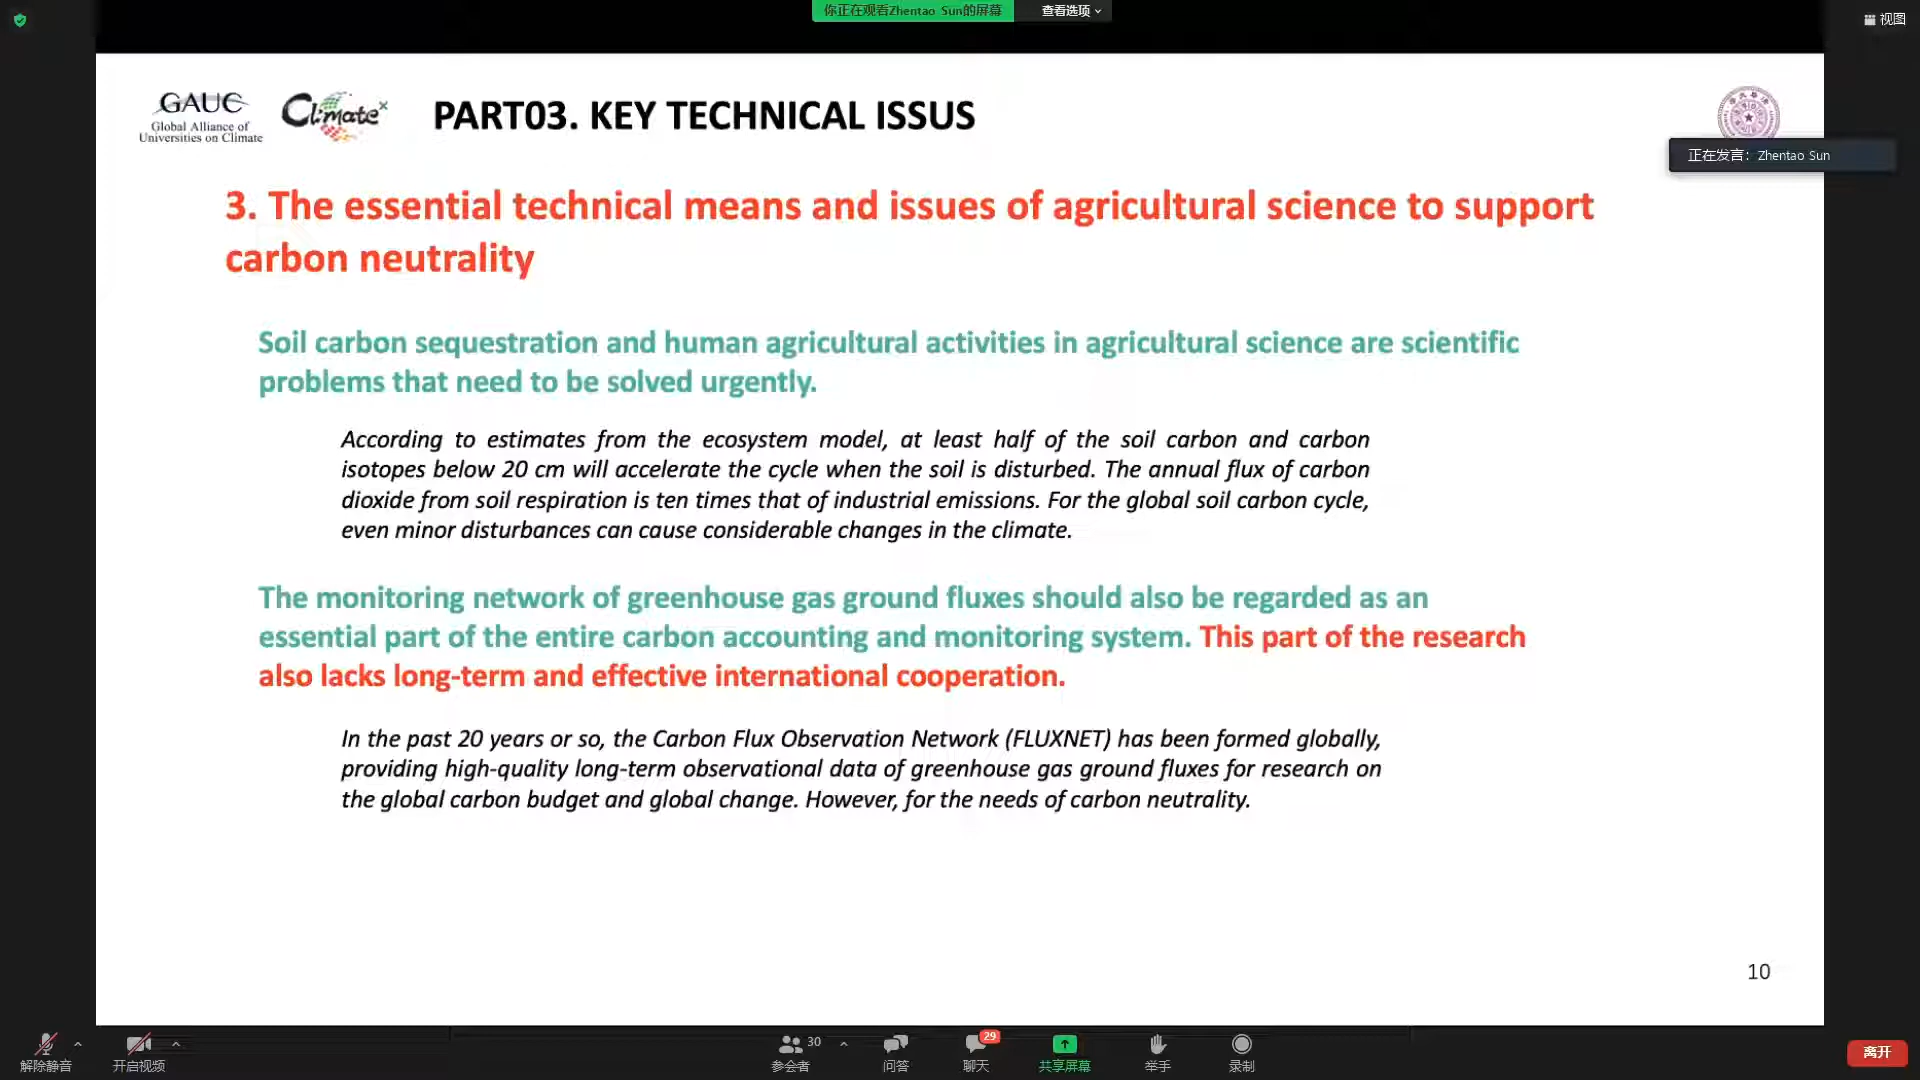 你正在观看Zhentao Sun的屏幕
查看选项
视图
GAUC
Global Alliance of
Universities on Climate
Climate
x
PART03. KEY TECHNICAL ISSUS
正在发言: Zhentao Sun
3. The essential technical means and issues of agricultural science to support
carbon neutrality
Soil carbon sequestration and human agricultural activities in agricultural science are scientific
problems that need to be solved urgently.
According to estimates from the ecosystem model, at least half of the soil carbon and carbon
isotopes below 20 cm will accelerate the cycle when the soil is disturbed. The annual flux of carbon
dioxide from soil respiration is ten times that of industrial emissions. For the global soil carbon cycle,
even minor disturbances can cause considerable changes in the climate.
The monitoring network of greenhouse gas ground fluxes should also be regarded as an
essential part of the entire carbon accounting and monitoring system. This part of the research
also lacks long-term and effective international cooperation.
In the past 20 years or so, the Carbon Flux Observation Network (FLUXNET) has been formed globally,
providing high-quality long-term observational data of greenhouse gas ground fluxes for research on
the global carbon budget and global change. However, for the needs of carbon neutrality.
10
解除静音
开启视频
30
参会者
问答
29
聊天
共享屏幕
举手
录制
离开